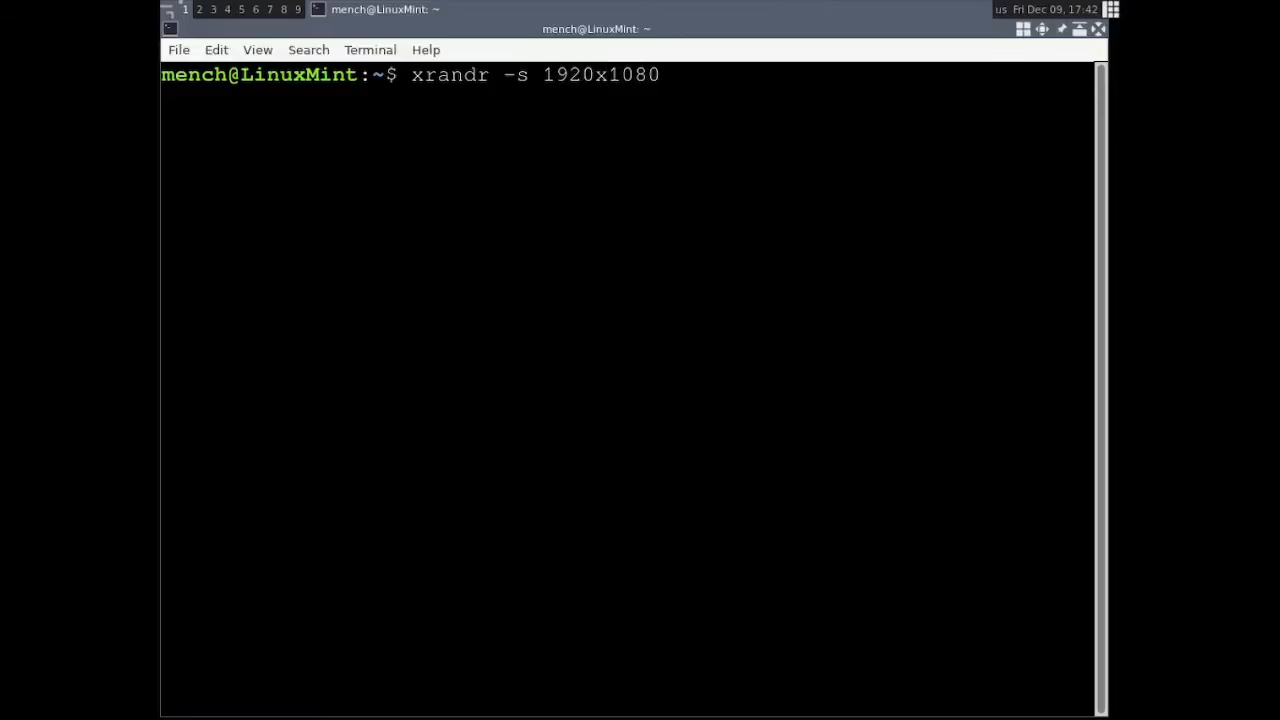 1 2 3 4 5 6 7 8 9 mench@LinuxMint: ~ us Fri Dec 09, 17:42
mench@LinuxMint: ~
File Edit View Search Terminal Help
mench@LinuxMint:~$ xrandr -s 1920x1080